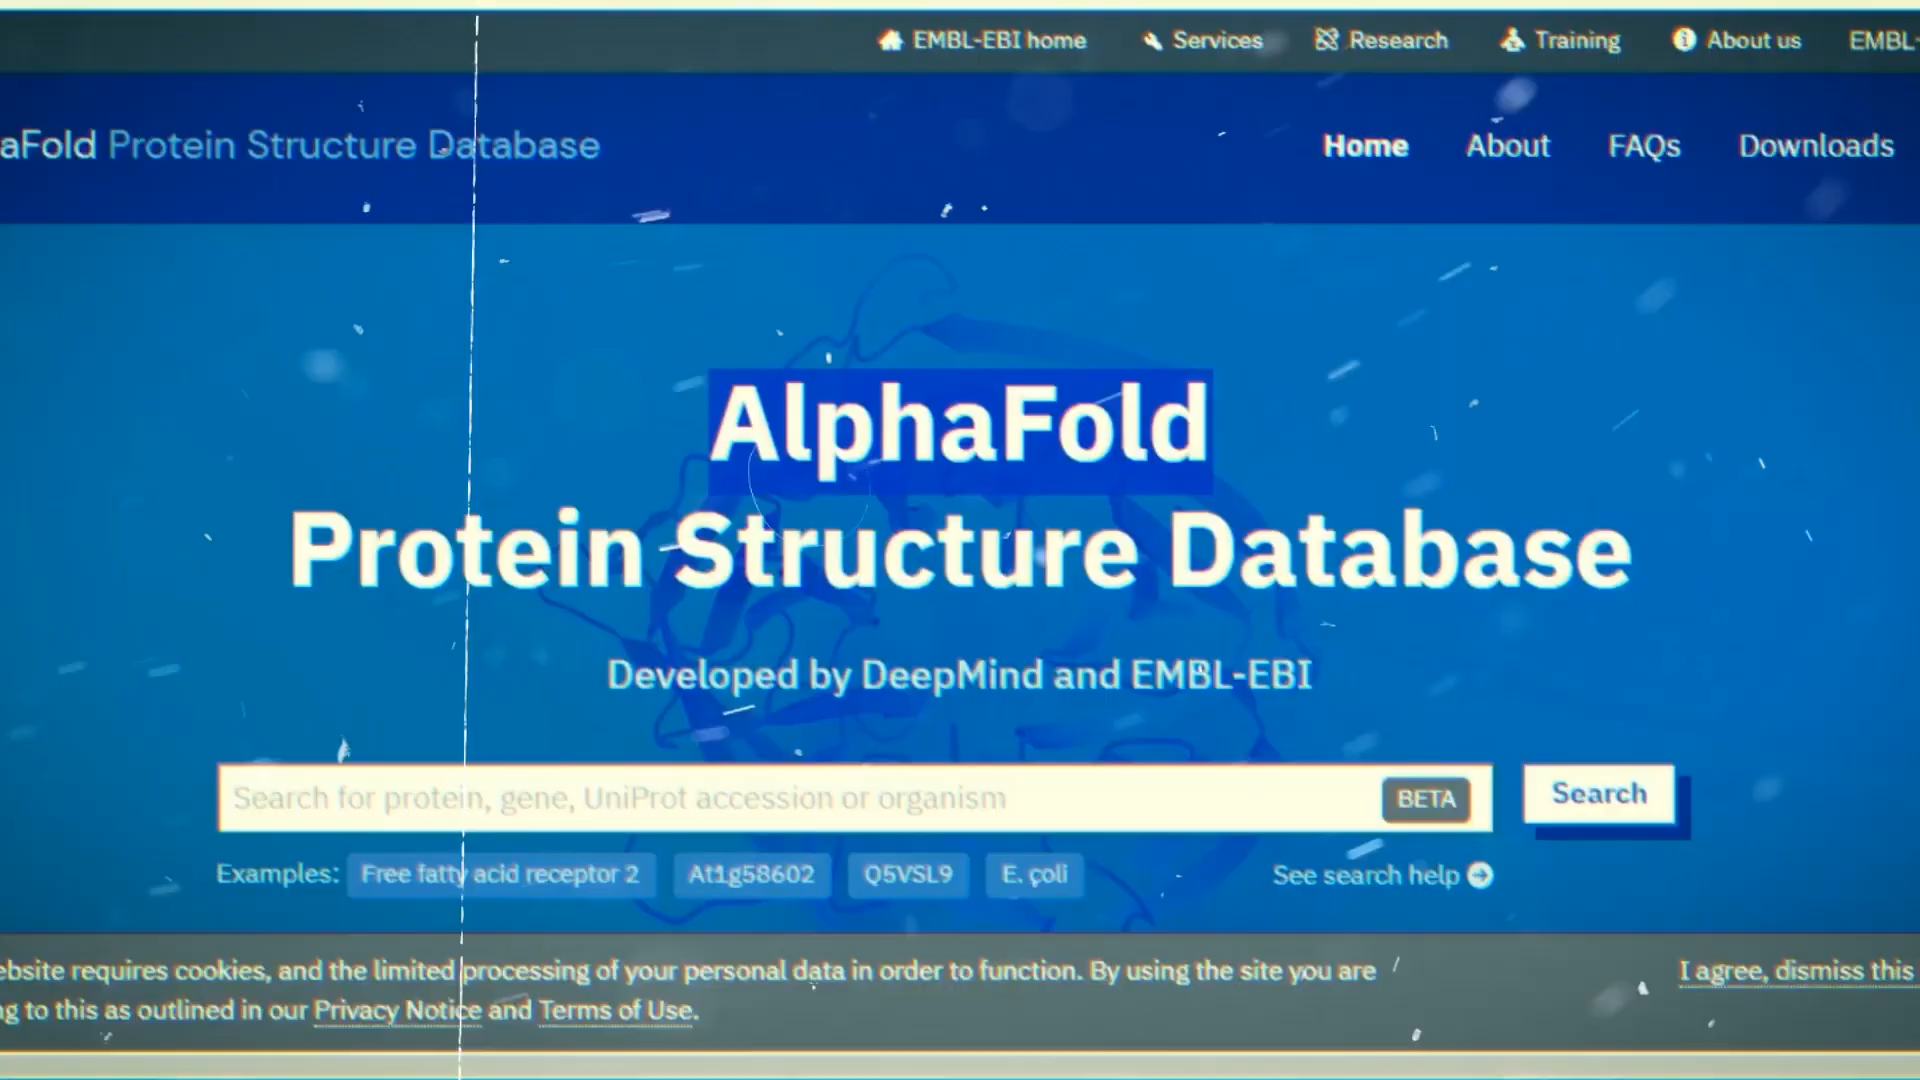 EMBL-EBI home Services Research Training About us EMBL-
aFold Protein Structure Database Home About FAQs Downloads
AlphaFold
Protein Structure Database
Developed by DeepMind and EMBL-EBI
Search for protein, gene, UniProt accession or organism BETA Search
Examples: Free fatty acid receptor 2 At1g58602 Q5VSL9 E. coli See search help
ebsite requires cookies, and the limited processing of your personal data in order to function. By using the site you are I agree, dismiss this
ng to this as outlined in our Privacy Notice and Terms of Use.